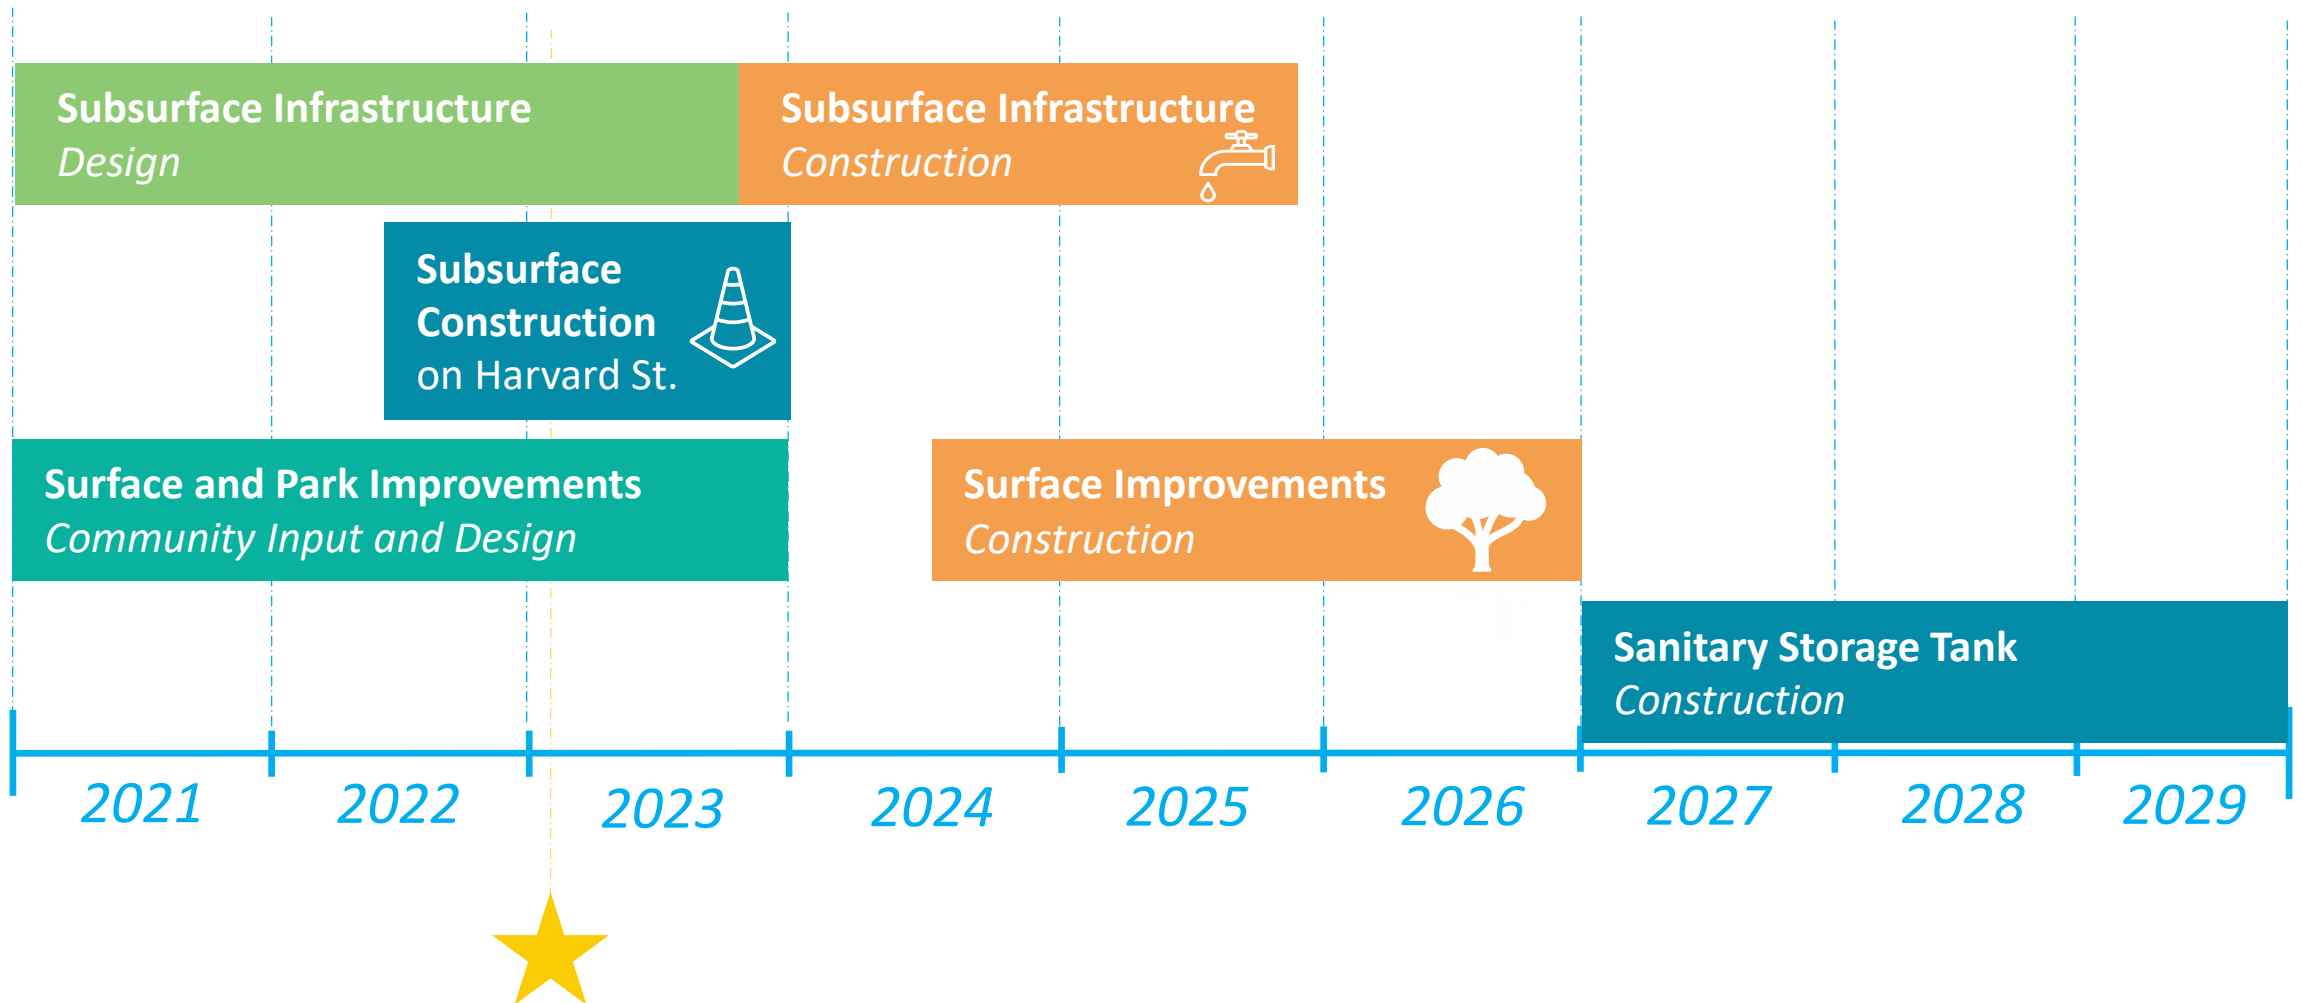 Subsurface Infrastructure
Design
Subsurface Infrastructure
Construction
Subsurface
Construction
on Harvard St.
Surface and Park Improvements
Community Input and Design
Surface Improvements
Construction
Sanitary Storage Tank
Construction
2021
2022
2023
2024
2025
2026
2027
2028
2029